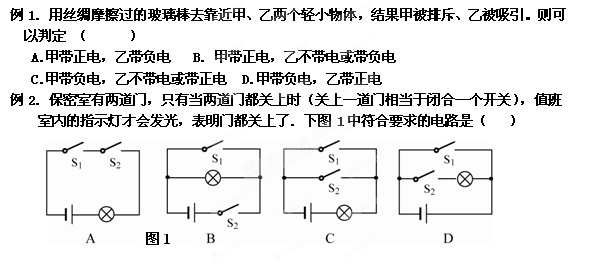 例 1. 用丝绸摩擦过的玻璃棒去靠近甲、乙两个轻小物体，结果甲被排斥、乙被吸引。则可
以判定 （　　）
A.甲带正电，乙带负电　B. 甲带正电，乙不带电或带负电
C.甲带负电，乙不带电或带正电　D.甲带负电，乙带正电
例 2. 保密室有两道门，只有当两道门都关上时（关上一道门相当于闭合一个开关），值班
室内的指示灯才会发光，表明门都关上了．下图 1 中符合要求的电路是（　　）
S1 S2
S1
S2
S1
S2
S1
S2
A 图1 B C D